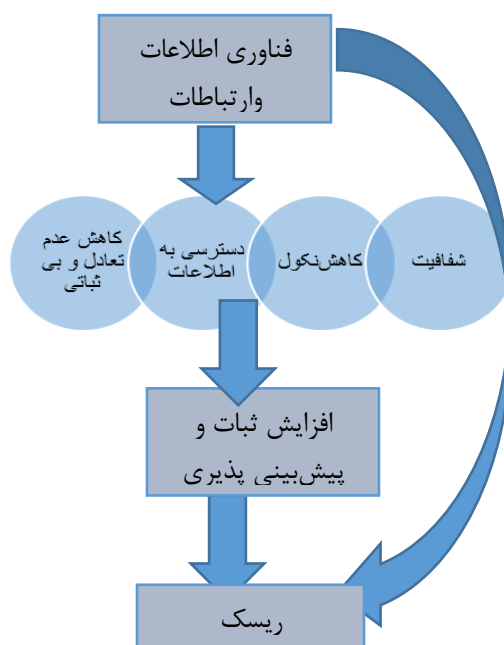 فناوری اطلاعات
وارتباطات
شفافیت
کاهش‌نکول
دسترسی به
اطلاعات
کاهش عدم
تعادل و بی
ثباتی
افزایش ثبات و
پیش‌بینی پذیری
ریسک